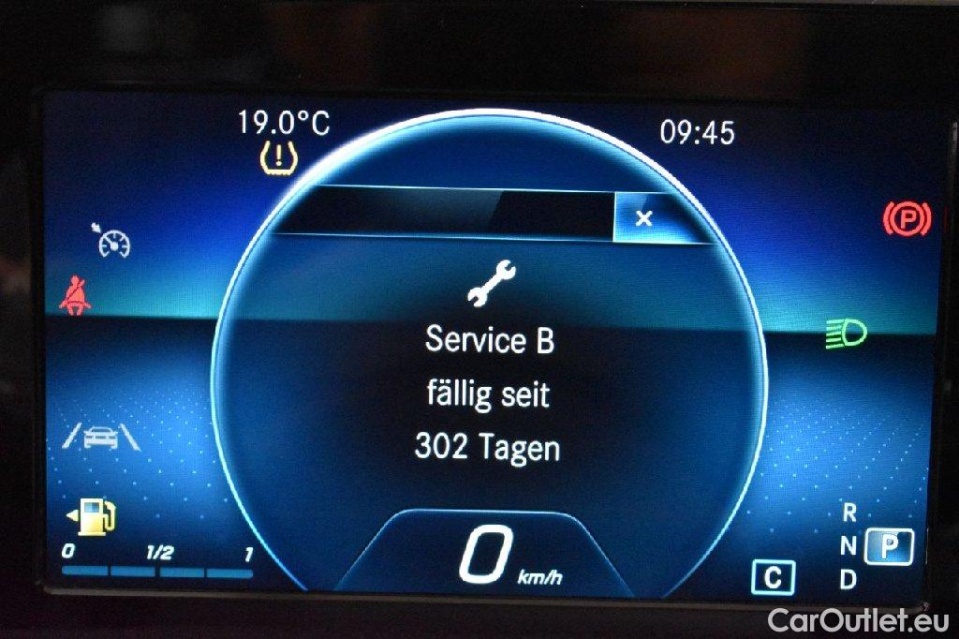 19.0°C
09:45
Service B
fällig seit
302 Tagen
0 1/2 1
0 km/h
R
N P
D
C
CarOutlet.eu